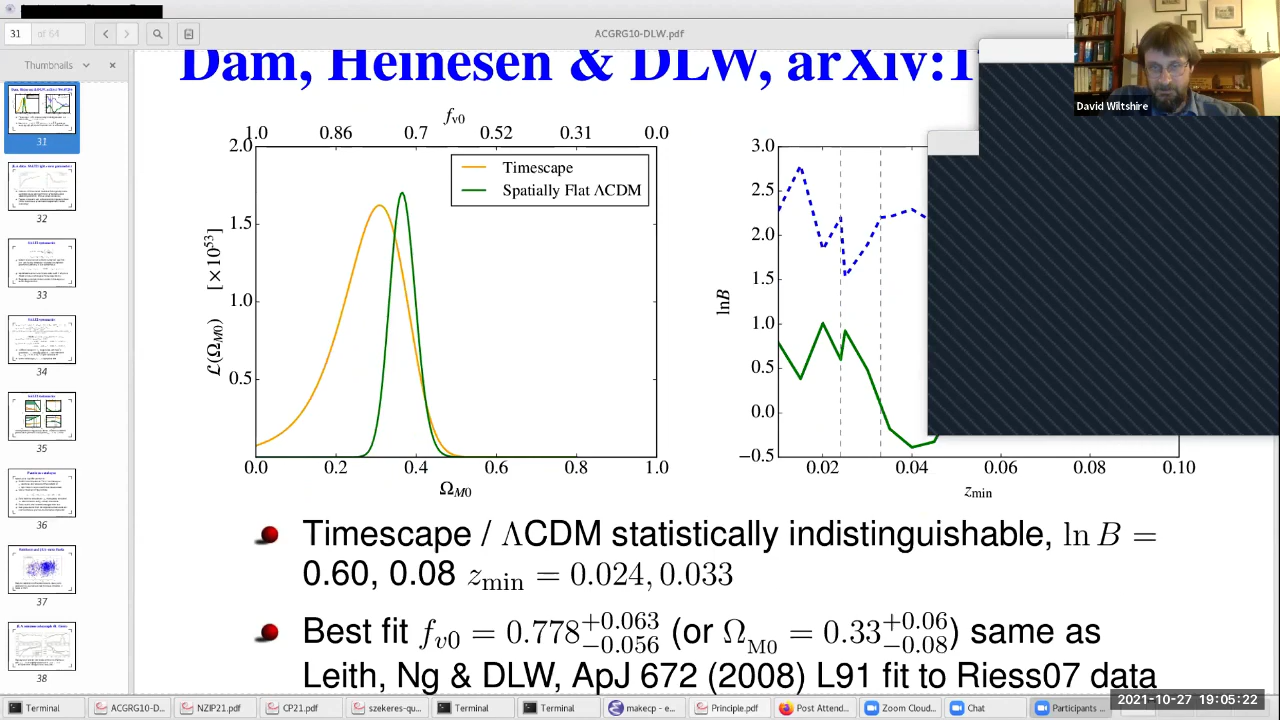 31 of 64
ACGRG10-DLW.pdf
Thumbnails
31
32
33
34
35
36
37
38
Dam, Heinesen & DLW, arXiv:1
David Wiltshire
f_v0
1.0 0.86 0.7 0.52 0.31 0.0
2.0
1.5
1.0
0.5
ℒ(Ω_M0) [×10^53]
Timescape
Spatially Flat ΛCDM
0.0 0.2 0.4 0.6 0.8 1.0
Ω_M0
3.0
2.5
2.0
1.5
1.0
0.5
0.0
−0.5
lnB
0.02 0.04 0.06 0.08 0.10
z_min
Timescape / ΛCDM statistically indistinguishable, ln B =
0.60, 0.08 z_min = 0.024, 0.033
Best fit f_v0 = 0.778^{+0.063}_{−0.056} (or Ω_M0 = 0.33^{+0.06}_{−0.08}) same as
Leith, Ng & DLW, ApJ 672 (2008) L91 fit to Riess07 data
2021-10-27 19:05:22
Terminal ACGRG10-D... NZIP21.pdf CP21.pdf szekeres-qu... Terminal Terminal makecp - e... Principle.pdf Post Attend... Zoom Cloud... Chat Participants ...